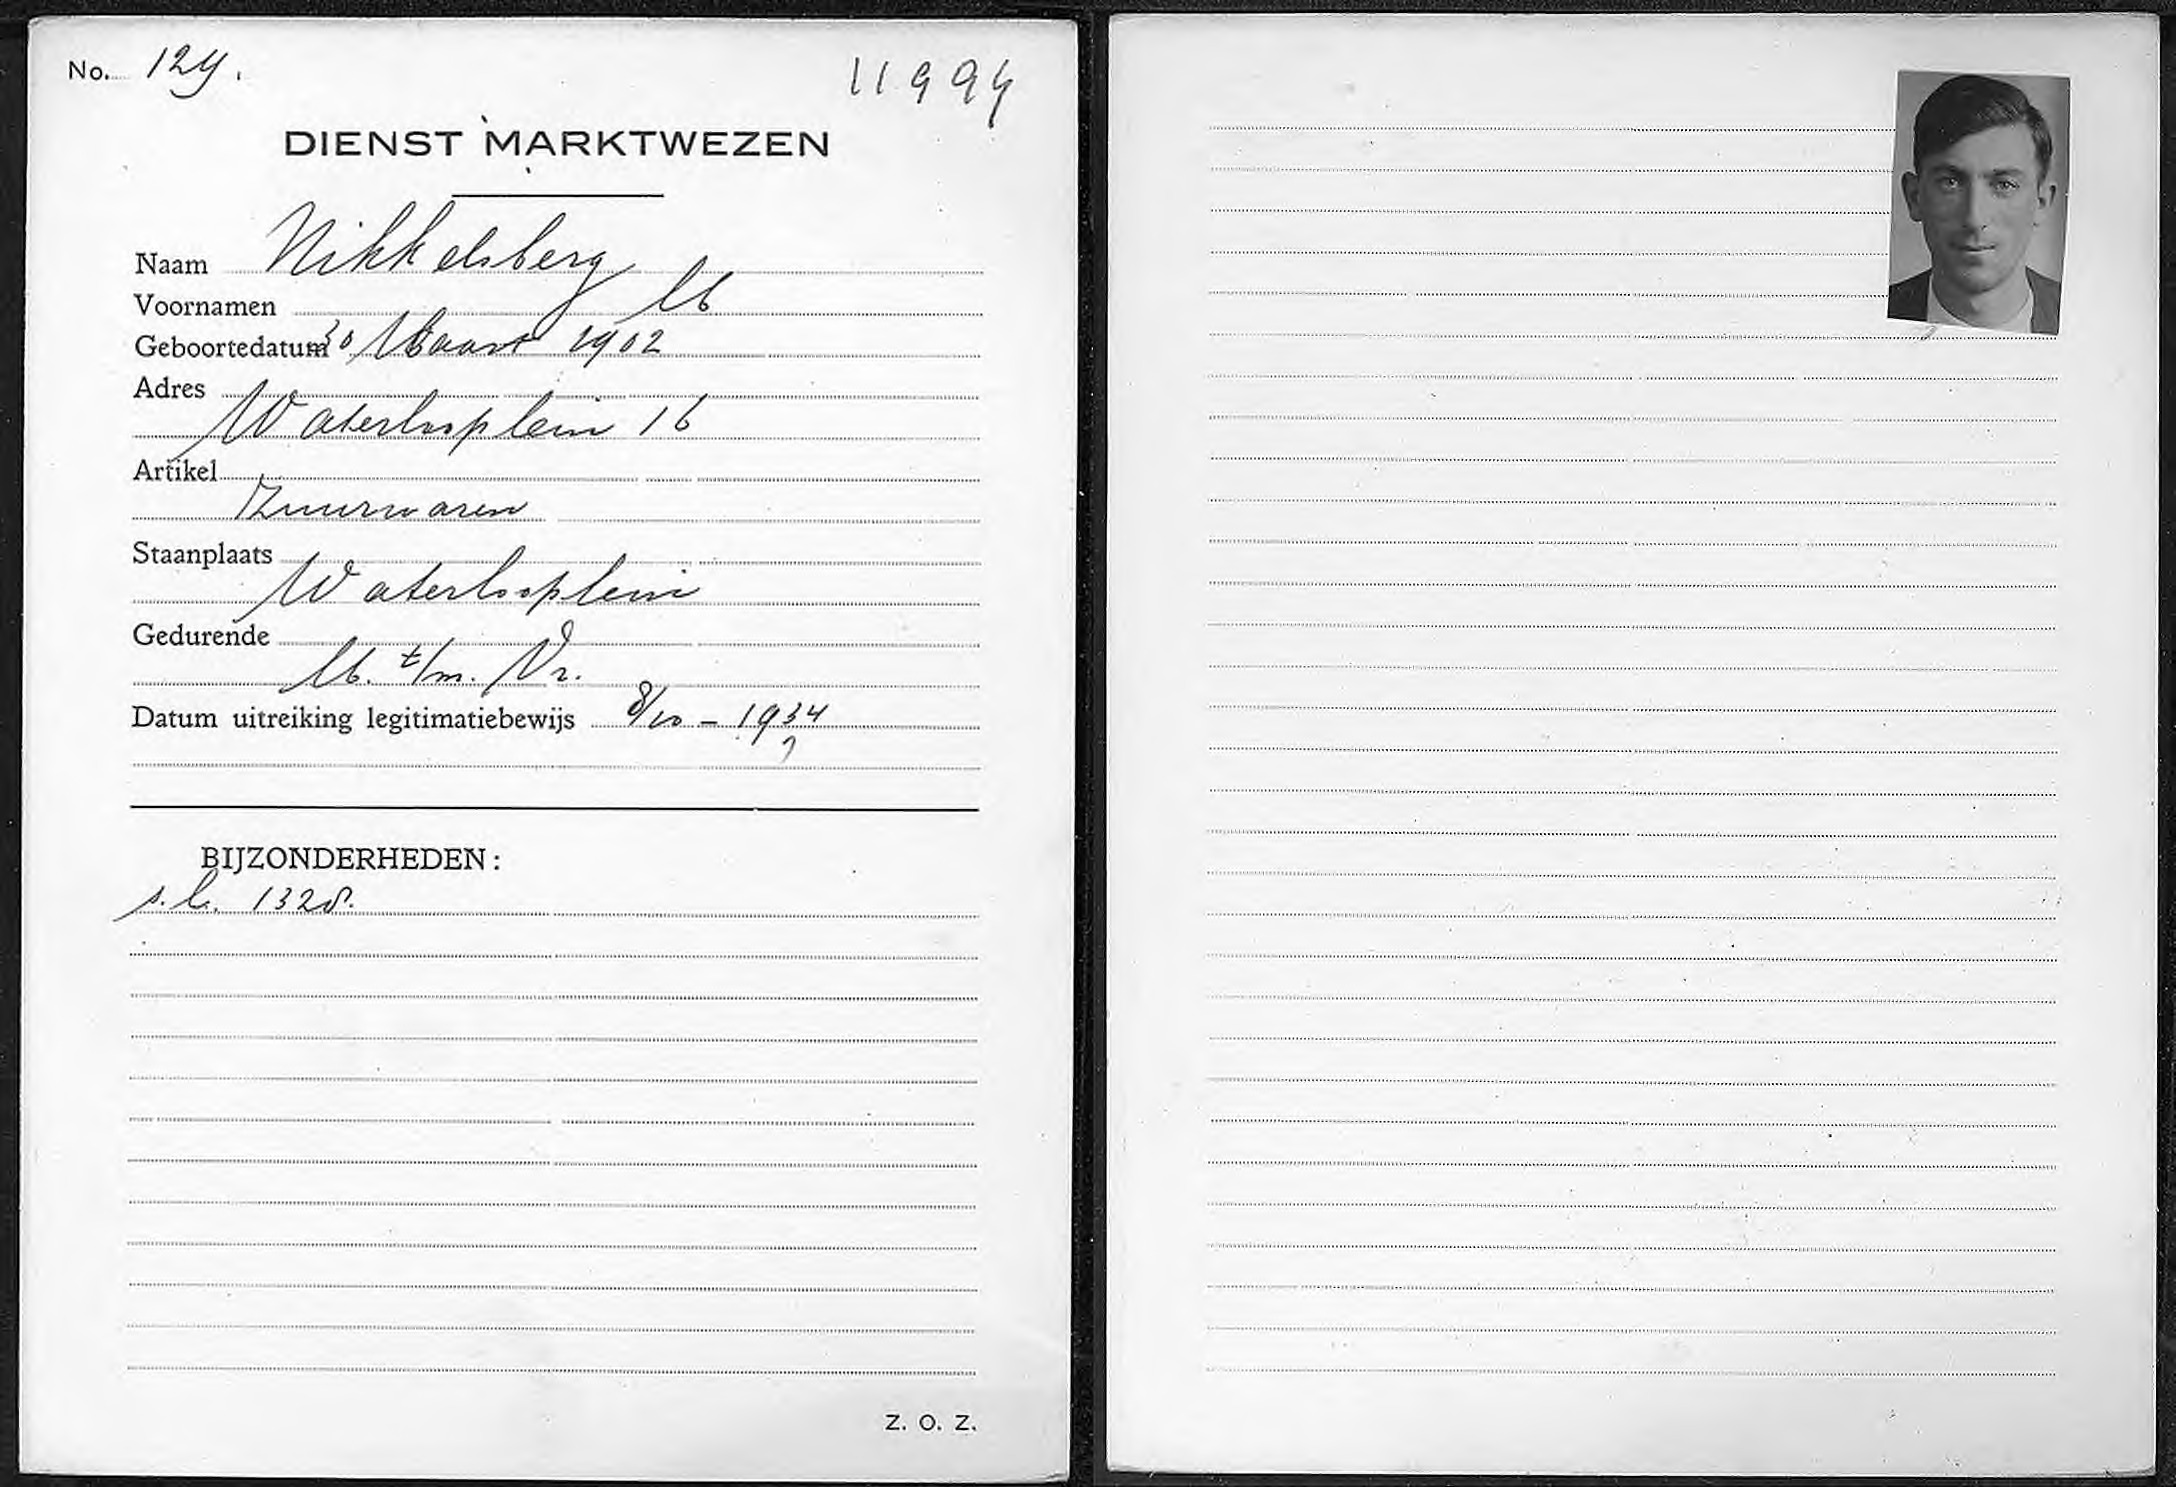 No. 124.
11994
DIENST MARKTWEZEN
Naam Nikkelsberg
Voornamen M
Geboortedatum 30 Maart 1902
Adres
Waterlooplein 16
Artikel
Zuurwaren
Staanplaats
Waterlooplein
Gedurende
M. t/m. Vr.
Datum uitreiking legitimatiebewijs 8/10 - 1934
BIJZONDERHEDEN:
s.b. 1328.
Z. O. Z.